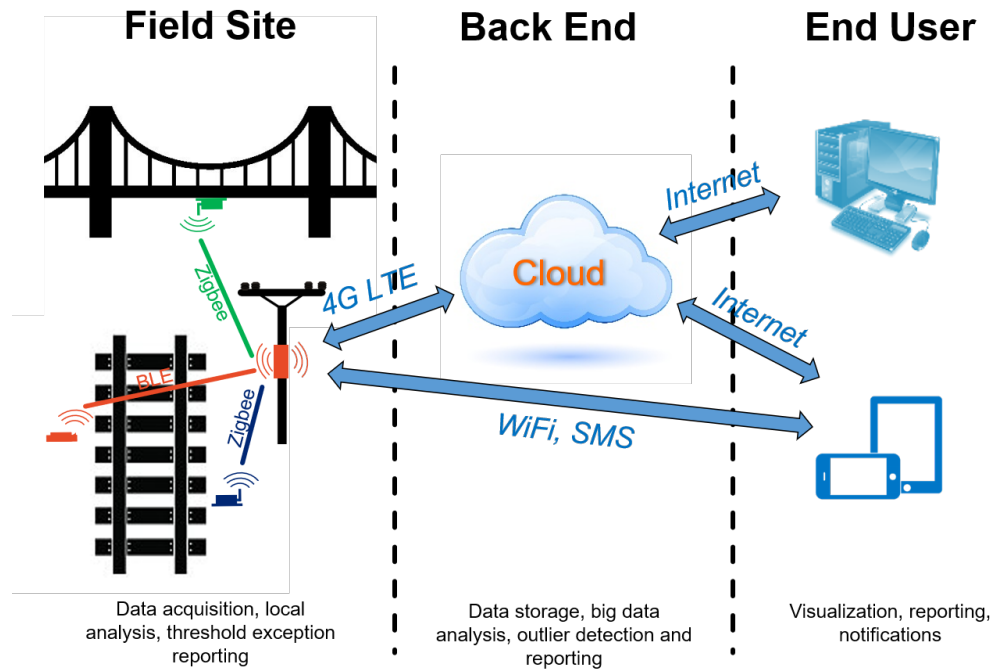 Field Site
Back End
End User
Zigbee
BLE
Zigbee
4G LTE
Cloud
Internet
Internet
WiFi, SMS
Data acquisition, local
analysis, threshold exception
reporting
Data storage, big data
analysis, outlier detection and
reporting
Visualization, reporting,
notifications